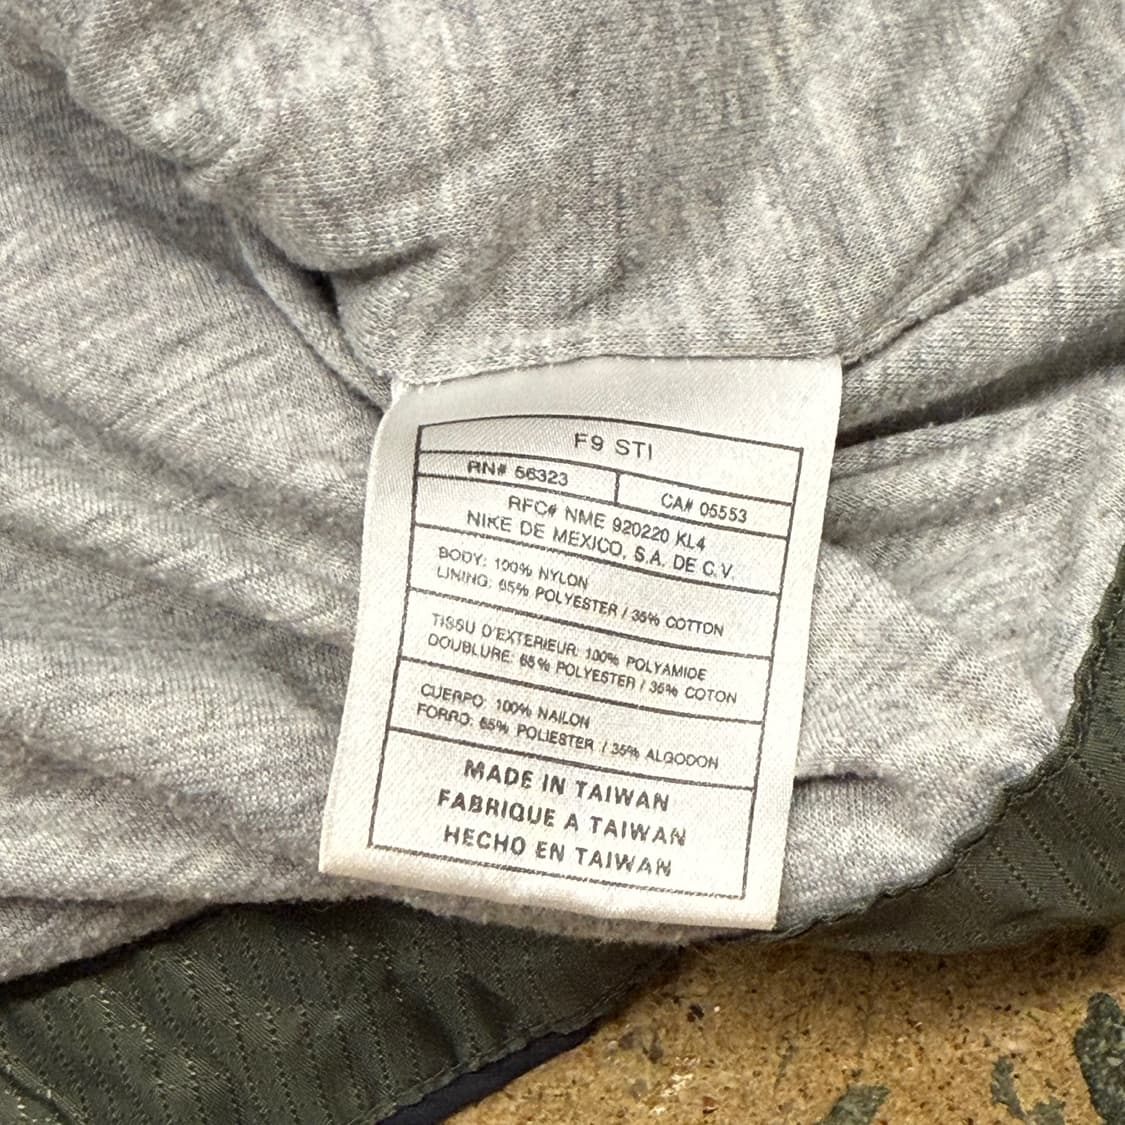 F9 STI
RN# 56323
CA# 05553
RFC# NME 920220 KL4
NIKE DE MEXICO, S.A. DE C.V.
BODY: 100% NYLON
LINING: 65% POLYESTER / 35% COTTON
TISSU D'EXTERIEUR: 100% POLYAMIDE
DOUBLURE: 65% POLYESTER / 35% COTON
CUERPO: 100% NAILON
FORRO: 65% POLIESTER / 35% ALGODON
MADE IN TAIWAN
FABRIQUE A TAIWAN
HECHO EN TAIWAN